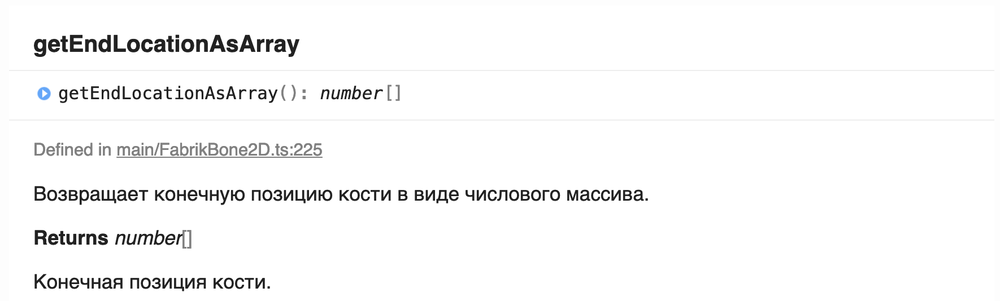 getEndLocationAsArray
getEndLocationAsArray(): number[]
Defined in main/FabrikBone2D.ts:225
Возвращает конечную позицию кости в виде числового массива.
Returns number[]
Конечная позиция кости.